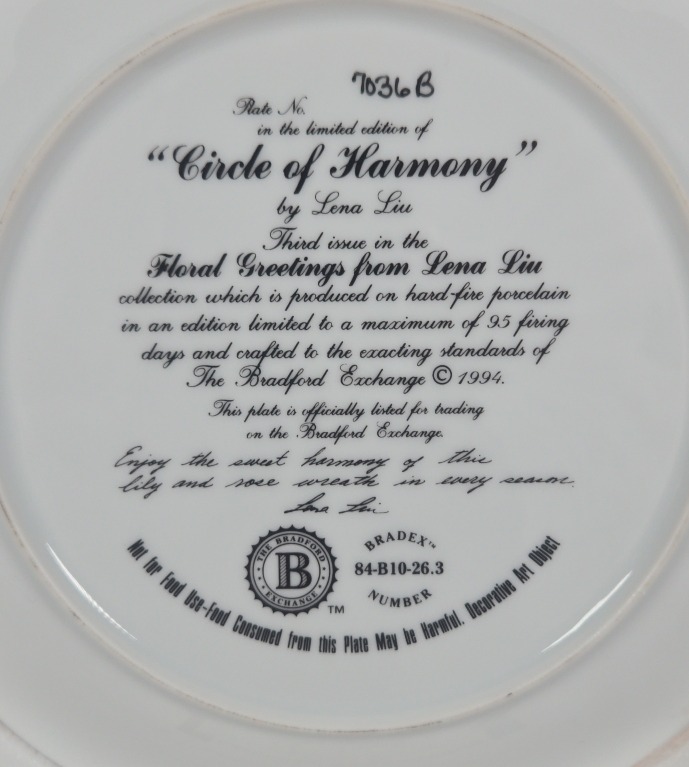 7036B
Plate No.
in the limited edition of
"Circle of Harmony"
by Lena Liu
Third issue in the
Floral Greetings from Lena Liu
collection which is produced on hard-fire porcelain
in an edition limited to a maximum of 95 firing
days and crafted to the exacting standards of
The Bradford Exchange © 1994.
This plate is officially listed for trading
on the Bradford Exchange.
Enjoy the sweet harmony of this
lily and rose wreath in every season.
Lena Liu
THE BRADFORD
B
EXCHANGE
TM
BRADEX™
84-B10-26.3
NUMBER
Not For Food Use-Food Consumed from this Plate May be Harmful. Decorative Art Object